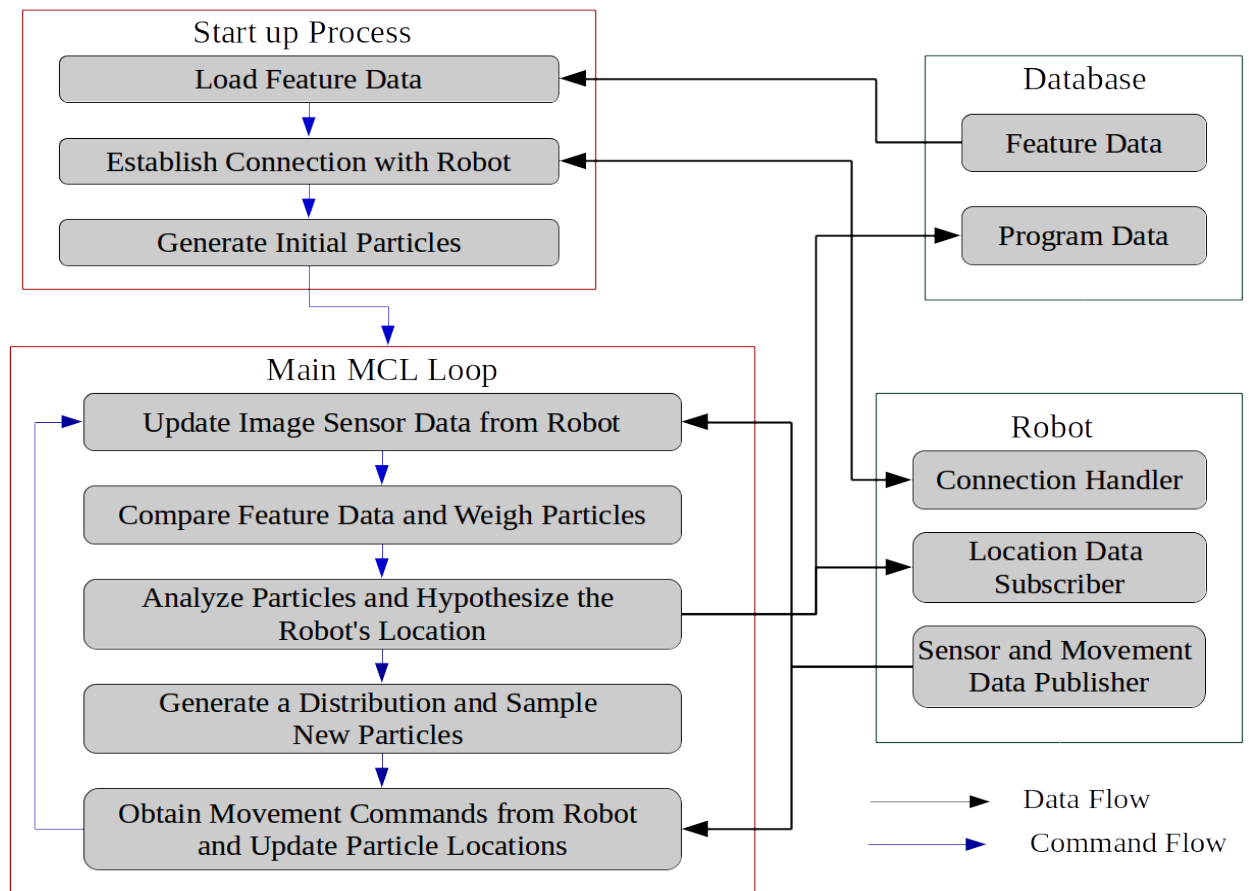 Start up Process
Load Feature Data
Establish Connection with Robot
Generate Initial Particles
Database
Feature Data
Program Data
Main MCL Loop
Update Image Sensor Data from Robot
Compare Feature Data and Weigh Particles
Analyze Particles and Hypothesize the
Robot's Location
Generate a Distribution and Sample
New Particles
Obtain Movement Commands from Robot
and Update Particle Locations
Robot
Connection Handler
Location Data
Subscriber
Sensor and Movement
Data Publisher
Data Flow
Command Flow